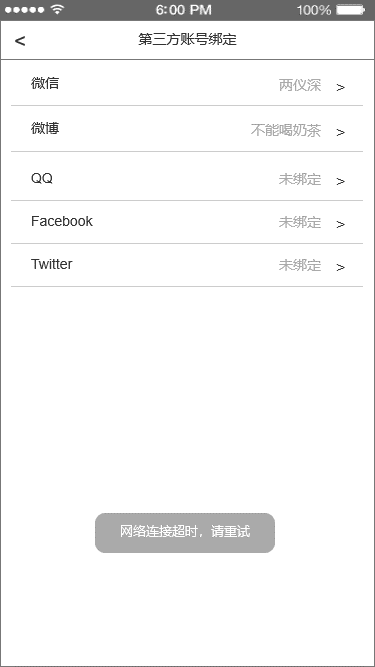 6:00 PM 100%
< 第三方账号绑定
微信 两仪深 >
微博 不能喝奶茶 >
QQ 未绑定 >
Facebook 未绑定 >
Twitter 未绑定 >
网络连接超时，请重试